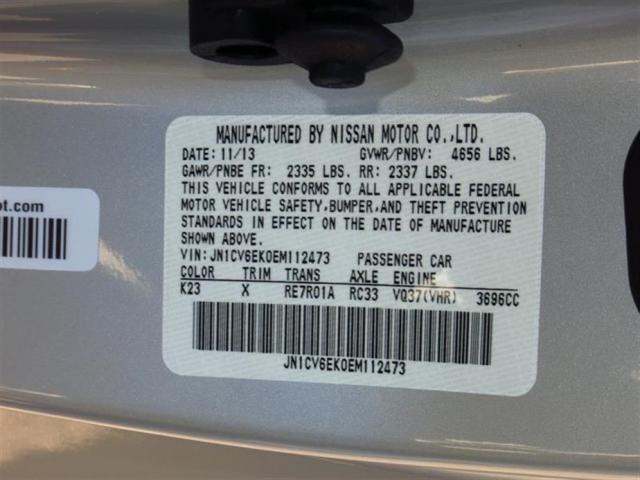 MANUFACTURED BY NISSAN MOTOR CO.,LTD.
DATE: 11/13 GVWR/PNBV: 4656 LBS.
GAWR/PNBE FR: 2335 LBS. RR: 2337 LBS.
THIS VEHICLE CONFORMS TO ALL APPLICABLE FEDERAL
MOTOR VEHICLE SAFETY, BUMPER, AND THEFT PREVENTION
STANDARDS IN EFFECT ON THE DATE OF MANUFACTURE
SHOWN ABOVE.
VIN: JN1CV6EK0EM112473 PASSENGER CAR
COLOR TRIM TRANS AXLE ENGINE
K23 X RE7R01A RC33 VQ37(VHR) 3696CC
JN1CV6EK0EM112473
ot.com